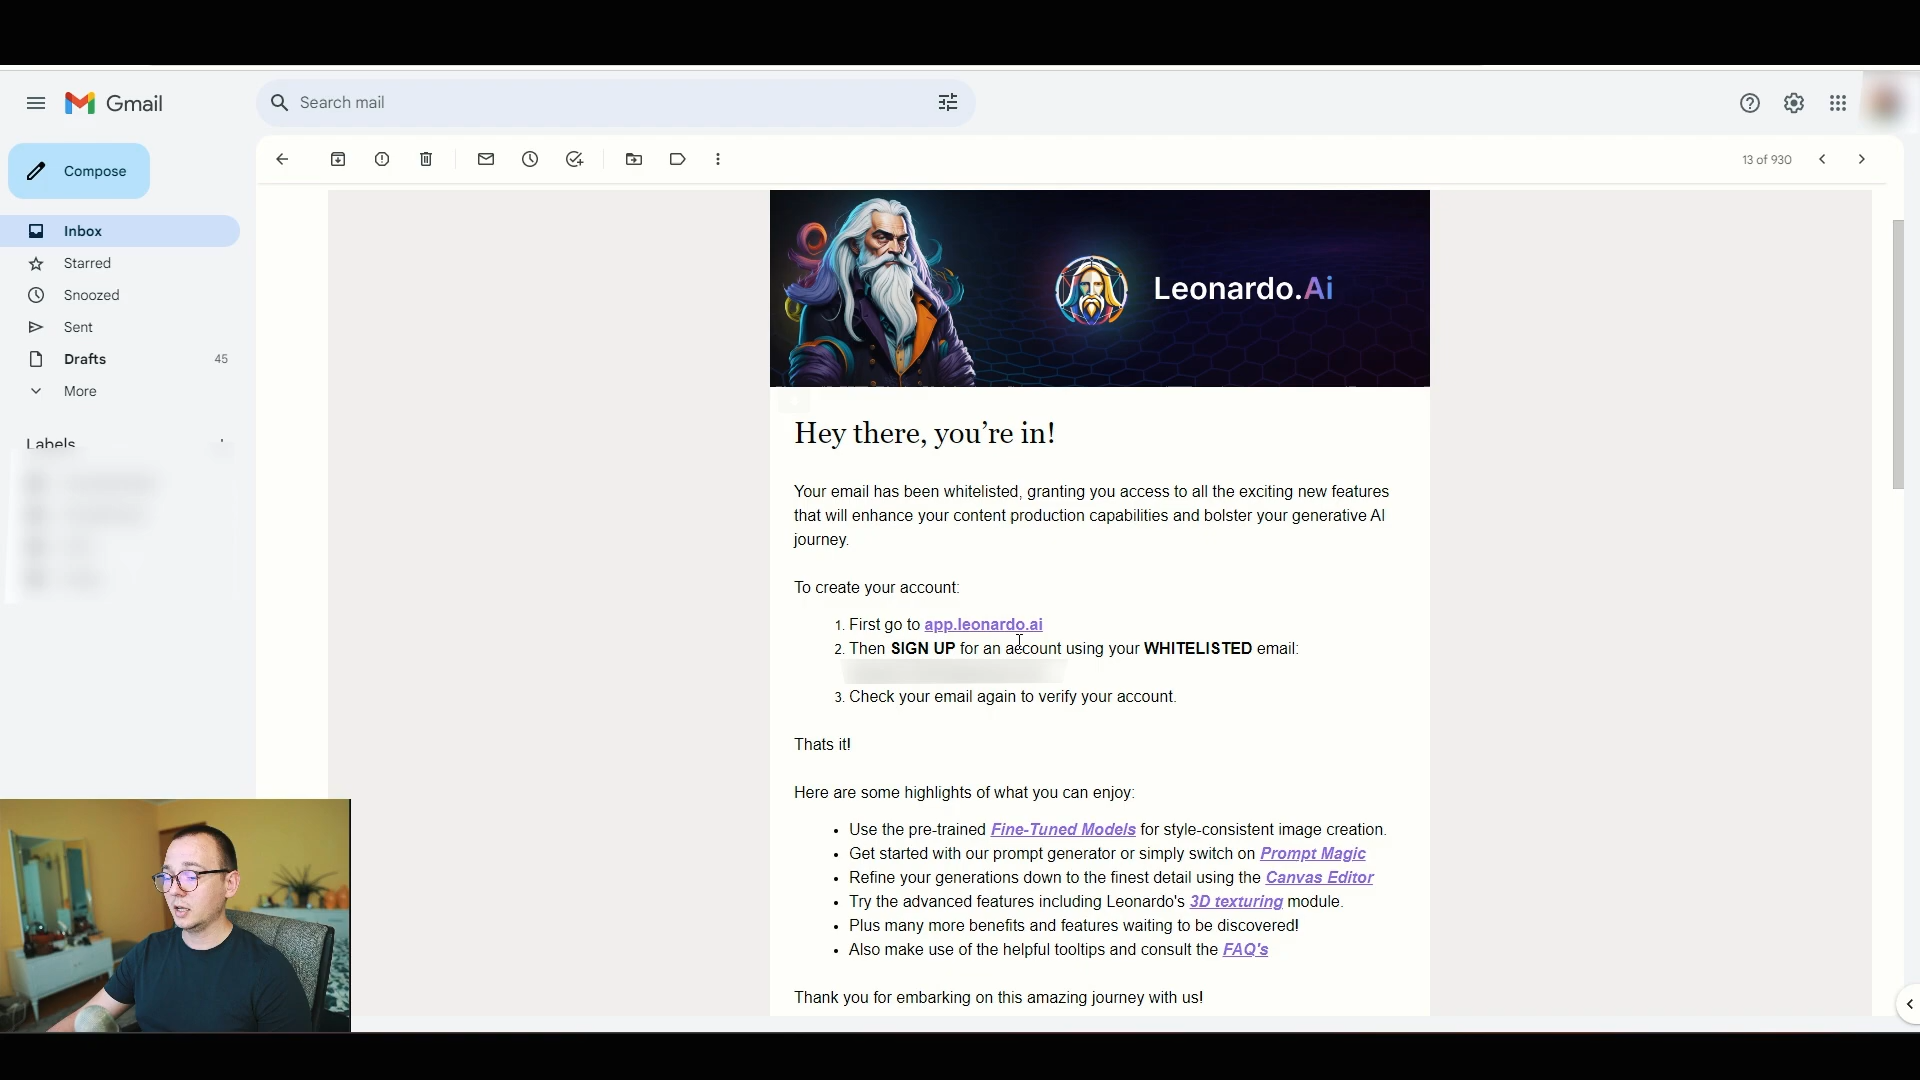 Gmail
Search mail
Compose
13 of 930
Inbox
Starred
Snoozed
Sent
Drafts 45
More
Labels
Leonardo.Ai
Hey there, you’re in!
Your email has been whitelisted, granting you access to all the exciting new features
that will enhance your content production capabilities and bolster your generative AI
journey.
To create your account:
1. First go to app.leonardo.ai
2. Then SIGN UP for an account using your WHITELISTED email:
3. Check your email again to verify your account.
Thats it!
Here are some highlights of what you can enjoy:
• Use the pre-trained Fine-Tuned Models for style-consistent image creation.
• Get started with our prompt generator or simply switch on Prompt Magic
• Refine your generations down to the finest detail using the Canvas Editor
• Try the advanced features including Leonardo's 3D texturing module.
• Plus many more benefits and features waiting to be discovered!
• Also make use of the helpful tooltips and consult the FAQ's
Thank you for embarking on this amazing journey with us!